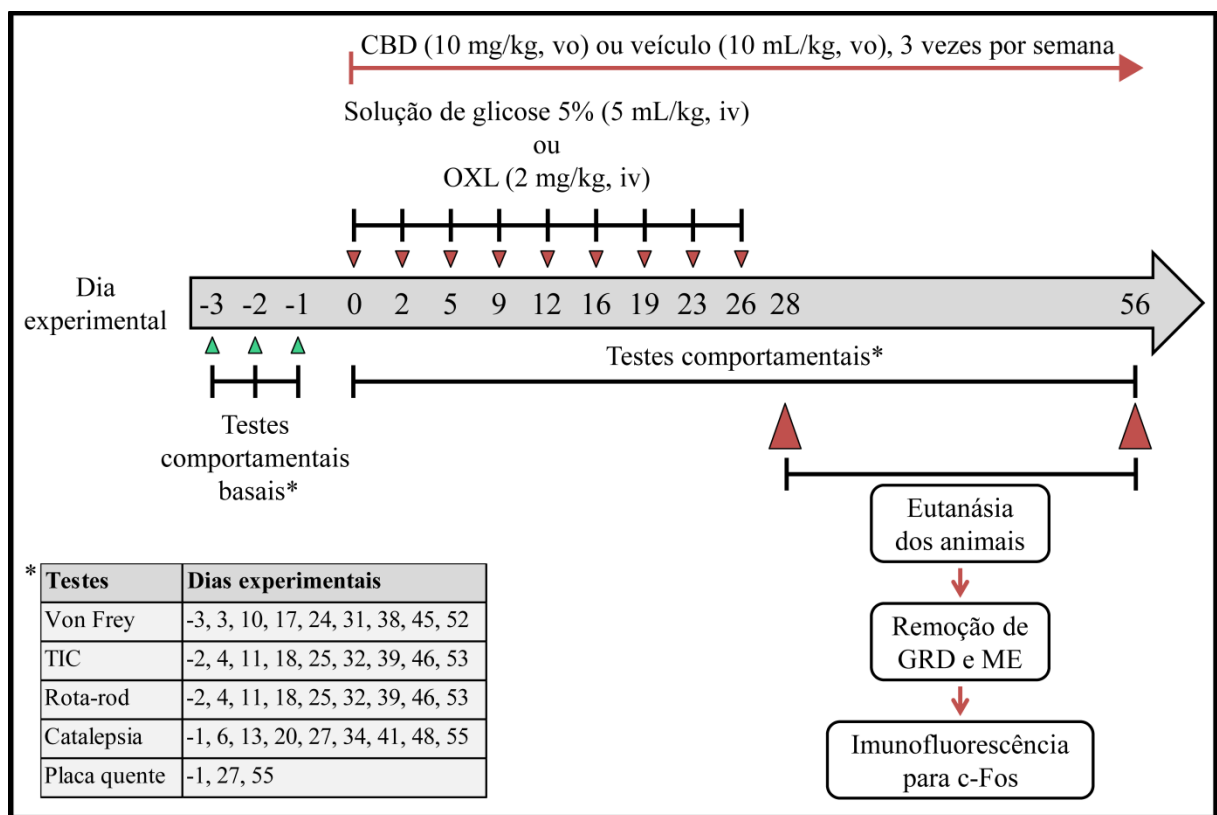 CBD (10 mg/kg, vo) ou veículo (10 mL/kg, vo), 3 vezes por semana
Solução de glicose 5% (5 mL/kg, iv)
ou
OXL (2 mg/kg, iv)
Dia
experimental
-3 -2 -1 0 2 5 9 12 16 19 23 26 28 56
Testes comportamentais*
Testes
comportamentais
basais*
Eutanásia
dos animais
Remoção de
GRD e ME
Imunofluorescência
para c-Fos
* Testes Dias experimentais
Von Frey -3, 3, 10, 17, 24, 31, 38, 45, 52
TIC -2, 4, 11, 18, 25, 32, 39, 46, 53
Rota-rod -2, 4, 11, 18, 25, 32, 39, 46, 53
Catalepsia -1, 6, 13, 20, 27, 34, 41, 48, 55
Placa quente -1, 27, 55